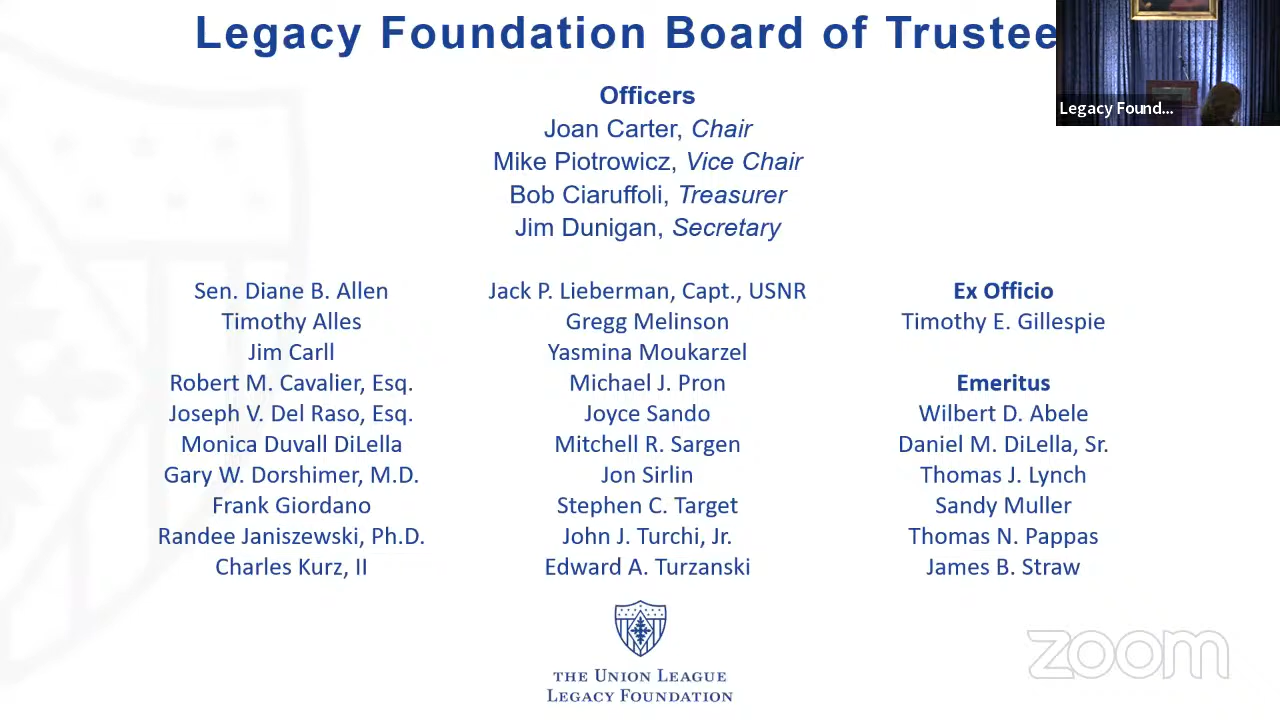 Legacy Foundation Board of Trustee
Legacy Found...
Officers
Joan Carter, Chair
Mike Piotrowicz, Vice Chair
Bob Ciaruffoli, Treasurer
Jim Dunigan, Secretary
Sen. Diane B. Allen
Timothy Alles
Jim Carll
Robert M. Cavalier, Esq.
Joseph V. Del Raso, Esq.
Monica Duvall DiLella
Gary W. Dorshimer, M.D.
Frank Giordano
Randee Janiszewski, Ph.D.
Charles Kurz, II
Jack P. Lieberman, Capt., USNR
Gregg Melinson
Yasmina Moukarzel
Michael J. Pron
Joyce Sando
Mitchell R. Sargen
Jon Sirlin
Stephen C. Target
John J. Turchi, Jr.
Edward A. Turzanski
Ex Officio
Timothy E. Gillespie
Emeritus
Wilbert D. Abele
Daniel M. DiLella, Sr.
Thomas J. Lynch
Sandy Muller
Thomas N. Pappas
James B. Straw
THE UNION LEAGUE
LEGACY FOUNDATION
zoom